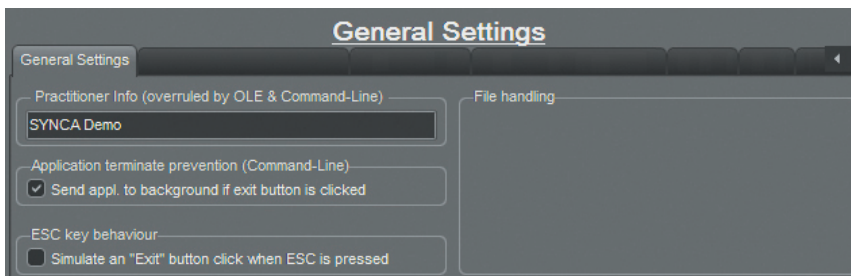 General Settings
General Settings
Practitioner Info (overruled by OLE & Command-Line)
File handling
SYNCA Demo
Application terminate prevention (Command-Line)
Send appl. to background if exit button is clicked
ESC key behaviour
Simulate an "Exit" button click when ESC is pressed